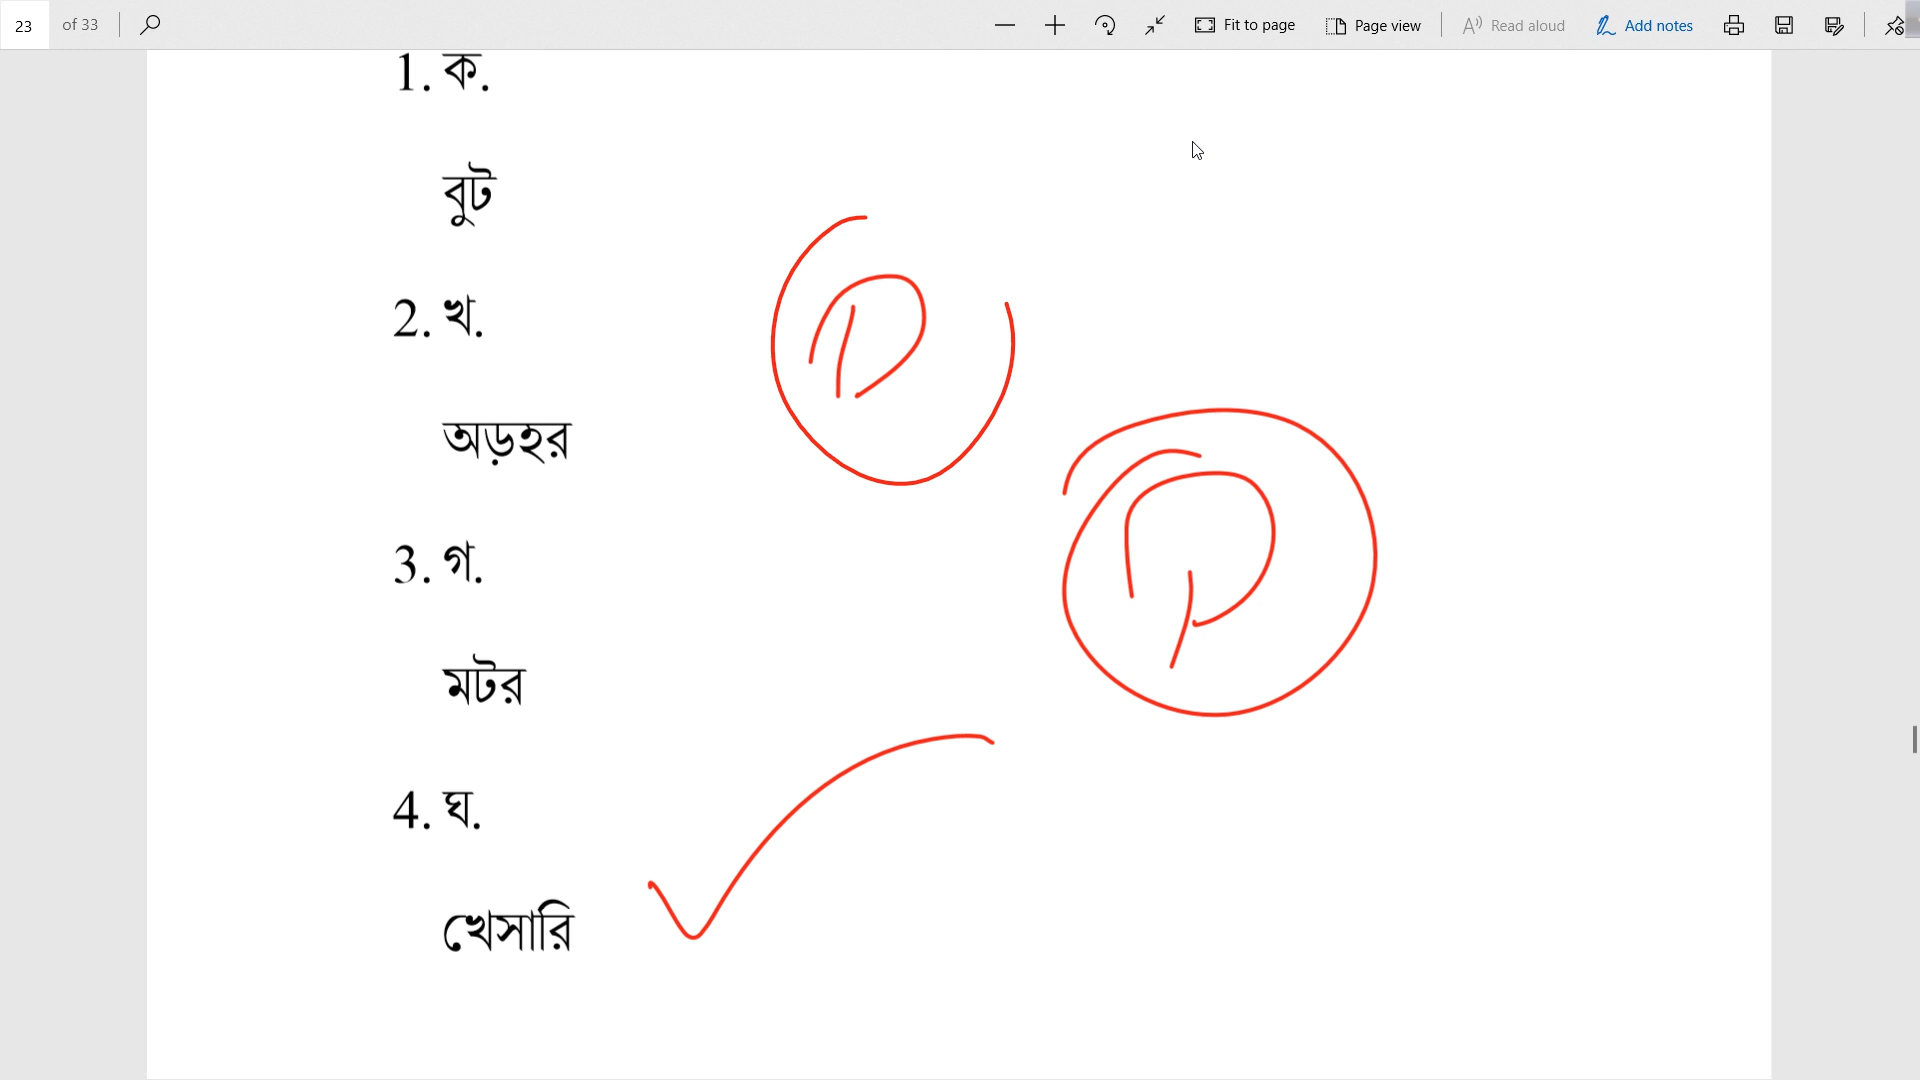 23 of 33 Fit to page Page view Read aloud Add notes
1. ক.
বুট
2. খ.
অড়হর
D
3. গ.
D
মটর
4. ঘ.
খেসারি